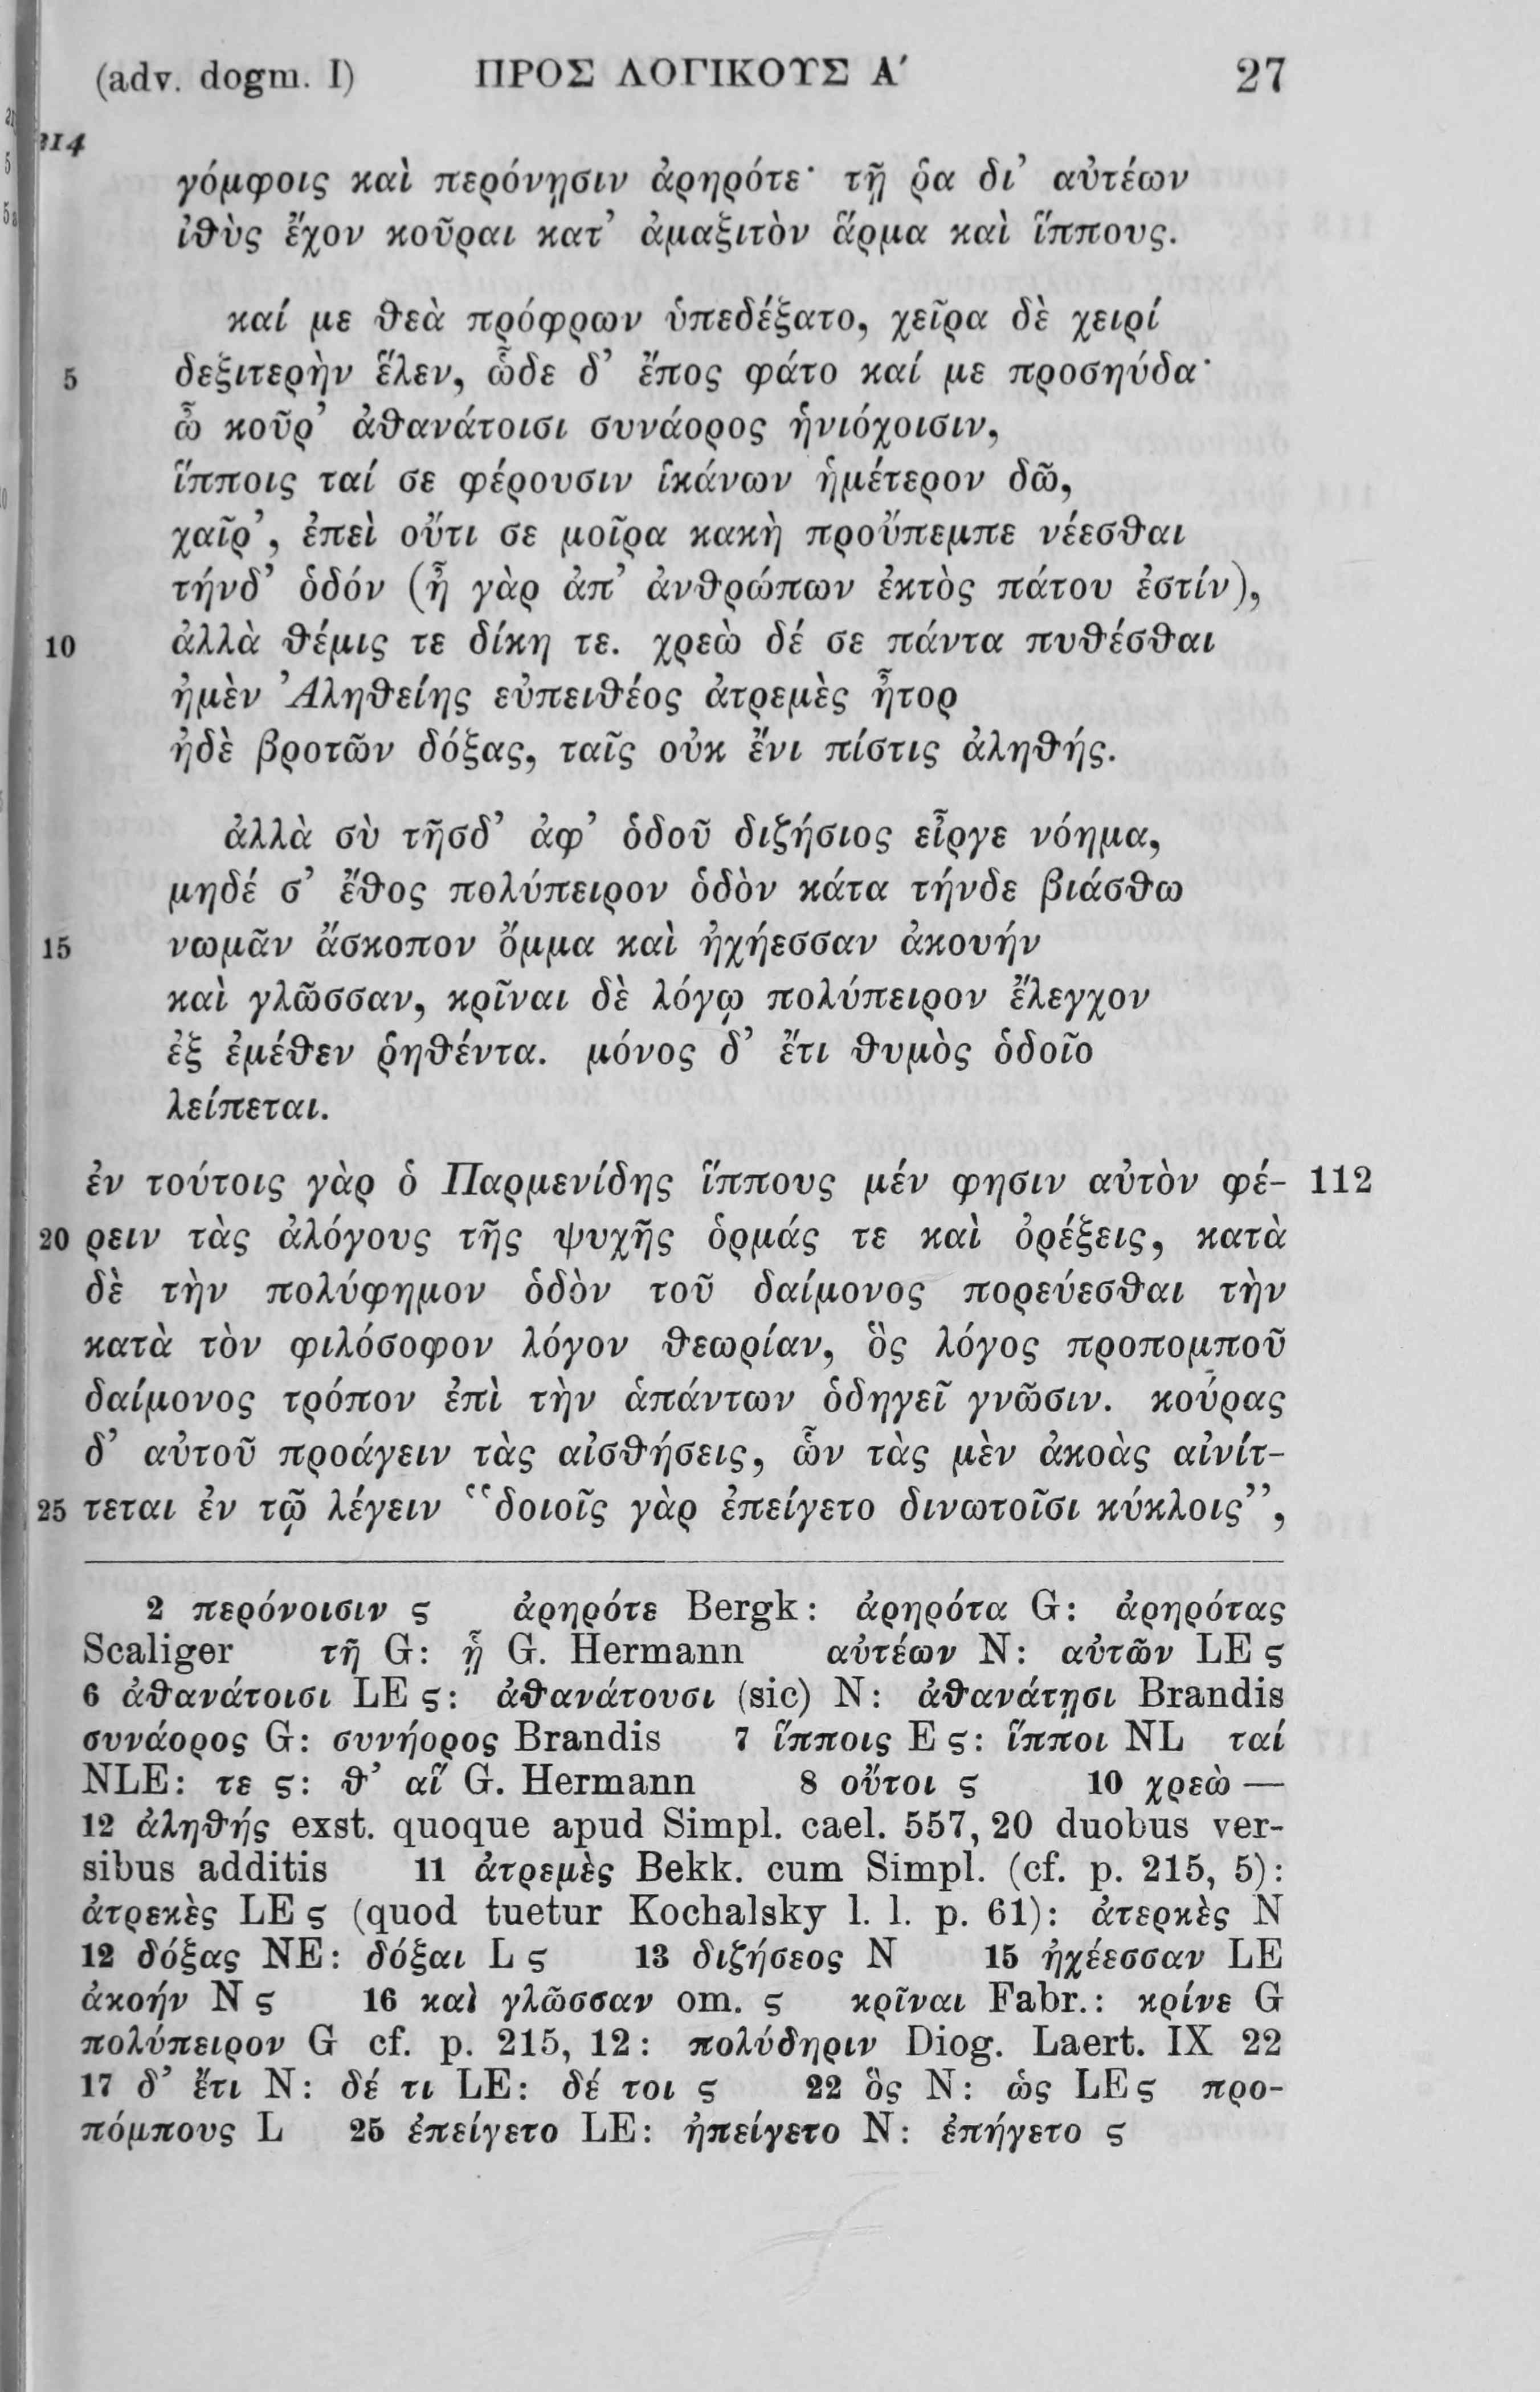 (adv. dogm. I) ΠΡΟΣ ΛΟΓΙΚΟΥΣ Α΄ 27
214
γόμφοις καὶ περόνῃσιν ἀρηρότε· τῇ ῥα δι’ αὐτέων
ἰθὺς ἔχον κοῦραι κατ’ ἀμαξιτὸν ἅρμα καὶ ἵππους.
καί με θεὰ πρόφρων ὑπεδέξατο, χεῖρα δὲ χειρί
5 δεξιτερὴν ἕλεν, ὧδε δ’ ἔπος φάτο καί με προσηύδα·
ὦ κοῦρ’ ἀθανάτοισι συνάορος ἡνιόχοισιν,
ἵπποις ταί σε φέρουσιν ἱκάνων ἡμέτερον δῶ,
χαῖρ’, ἐπεὶ οὔτι σε μοῖρα κακὴ προὔπεμπε νέεσθαι
τήνδ’ ὁδόν (ἦ γὰρ ἀπ’ ἀνθρώπων ἐκτὸς πάτου ἐστίν),
10 ἀλλὰ θέμις τε δίκη τε. χρεὼ δέ σε πάντα πυθέσθαι
ἠμὲν Ἀληθείης εὐπειθέος ἀτρεμὲς ἦτορ
ἠδὲ βροτῶν δόξας, ταῖς οὐκ ἔνι πίστις ἀληθής.
ἀλλὰ σὺ τῆσδ’ ἀφ’ ὁδοῦ διζήσιος εἶργε νόημα,
μηδέ σ’ ἔθος πολύπειρον ὁδὸν κάτα τήνδε βιάσθω
15 νωμᾶν ἄσκοπον ὄμμα καὶ ἠχήεσσαν ἀκουήν
καὶ γλῶσσαν, κρῖναι δὲ λόγῳ πολύπειρον ἔλεγχον
ἐξ ἐμέθεν ῥηθέντα. μόνος δ’ ἔτι θυμὸς ὁδοῖο
λείπεται.
ἐν τούτοις γὰρ ὁ Παρμενίδης ἵππους μέν φησιν αὐτὸν φέ- 112
20 ρειν τὰς ἀλόγους τῆς ψυχῆς ὁρμάς τε καὶ ὀρέξεις, κατὰ
δὲ τὴν πολύφημον ὁδὸν τοῦ δαίμονος πορεύεσθαι τὴν
κατὰ τὸν φιλόσοφον λόγον θεωρίαν, ὃς λόγος προπομποῦ
δαίμονος τρόπον ἐπὶ τὴν ἁπάντων ὁδηγεῖ γνῶσιν. κούρας
δ’ αὐτοῦ προάγειν τὰς αἰσθήσεις, ὧν τὰς μὲν ἀκοὰς αἰνίτ-
25 τεται ἐν τῷ λέγειν “δοιοῖς γὰρ ἐπείγετο δινωτοῖσι κύκλοις”,
2 περόνοισιν ς ἀρηρότε Bergk: ἀρηρότα G: ἀρηρότας
Scaliger τῇ G: ᾗ G. Hermann αὐτέων N: αὐτῶν LE ς
6 ἀθανάτοισι LE ς: ἀθανάτουσι (sic) N: ἀθανάτῃσι Brandis
συνάορος G: συνήορος Brandis 7 ἵπποις E ς: ἵπποι NL ταί
NLE: τε ς: θ’ αἵ G. Hermann 8 οὔτοι ς 10 χρεὼ —
12 ἀληθής exst. quoque apud Simpl. cael. 557, 20 duobus ver-
sibus additis 11 ἀτρεμὲς Bekk. cum Simpl. (cf. p. 215, 5):
ἀτρεκὲς LE ς (quod tuetur Kochalsky l. l. p. 61): ἀτερκὲς N
12 δόξας NE: δόξαι L ς 13 διζήσεος N 15 ἠχέεσσαν LE
ἀκοήν N ς 16 καὶ γλῶσσαν om. ς κρῖναι Fabr.: κρίνε G
πολύπειρον G cf. p. 215, 12: πολύδηριν Diog. Laert. IX 22
17 δ’ ἔτι N: δέ τι LE: δέ τοι ς 22 ὃς N: ὡς LE ς προ-
πόμπους L 25 ἐπείγετο LE: ἠπείγετο N: ἐπήγετο ς